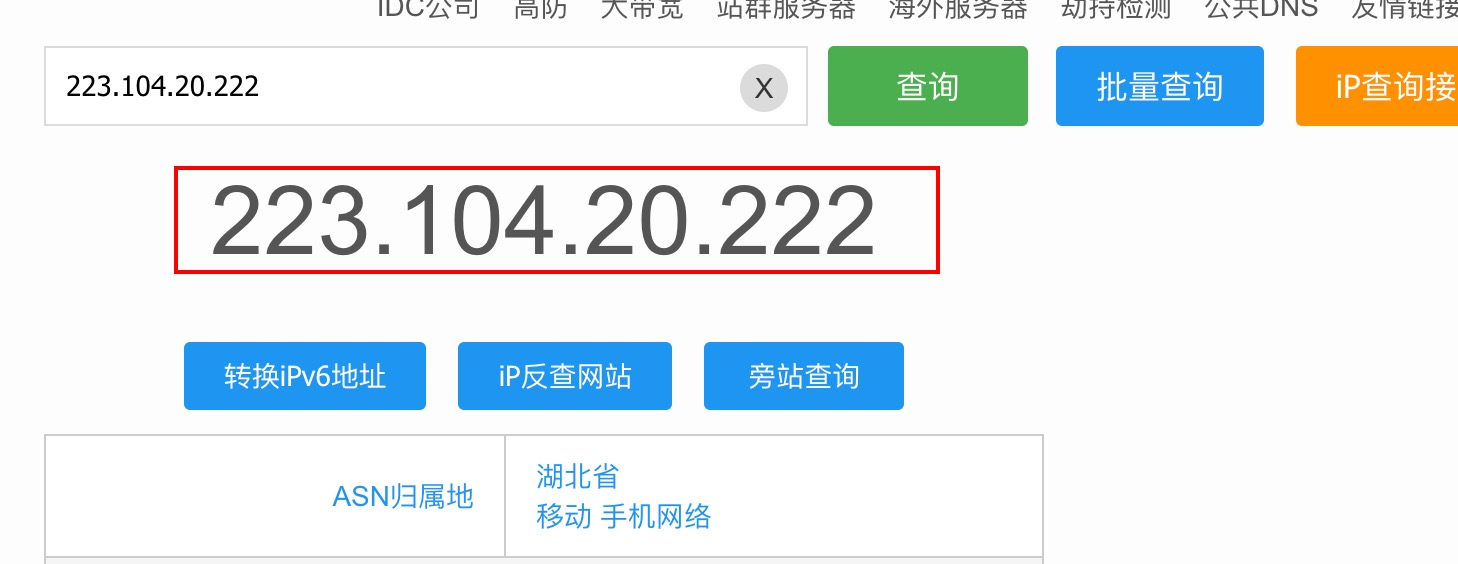 IDC公司 高防 大带宽 站群服务器 海外服务器 劫持检测 公共DNS 友情链接
223.104.20.222 X 查询 批量查询 iP查询接
223.104.20.222
转换iPv6地址 iP反查网站 旁站查询
ASN归属地
湖北省
移动 手机网络